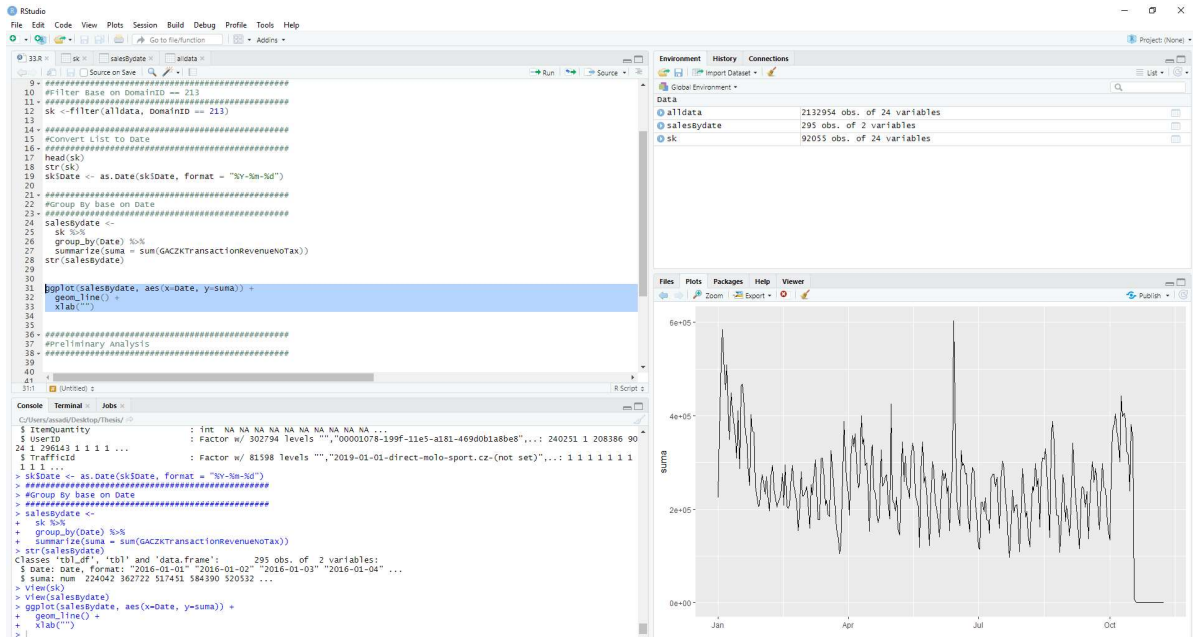 RStudio
File Edit Code View Plots Session Build Debug Profile Tools Help
Go to file/function Addins Project: (None)
33.R sk salesBydate alldata
Source on Save Run Source
9 #################################################
10 #Filter Base on DomainID == 213
11 #################################################
12 sk <-filter(alldata, DomainID == 213)
13
14 #################################################
15 #Convert List to Date
16 #################################################
17 head(sk)
18 str(sk)
19 sk$Date <- as.Date(sk$Date, format = "%Y-%m-%d")
20
21 #################################################
22 #Group By base on Date
23 #################################################
24 salesBydate <-
25 sk %>%
26 group_by(Date) %>%
27 summarize(suma = sum(GACZKTransactionRevenueNoTax))
28 str(salesBydate)
29
30
31 ggplot(salesBydate, aes(x=Date, y=suma)) +
32 geom_line() +
33 xlab("")
34
35
36 #################################################
37 #Preliminary Analysis
38 #################################################
39
40
41
31:1 (Untitled) R Script
Console Terminal Jobs
C:/Users/assadi/Desktop/Thesis/
$ ItemQuantity : int NA NA NA NA NA NA NA NA NA NA ...
$ UserID : Factor w/ 302794 levels "","00001078-199f-11e5-a181-469d0b1a8be8",..: 240251 1 208386 90
24 1 296143 1 1 1 1 ...
$ TrafficId : Factor w/ 81598 levels "","2019-01-01-direct-molo-sport.cz-(not set)",..: 1 1 1 1 1 1 1
1 1 1 ...
> sk$Date <- as.Date(sk$Date, format = "%Y-%m-%d")
> #################################################
> #Group By base on Date
> #################################################
> salesBydate <-
+ sk %>%
+ group_by(Date) %>%
+ summarize(suma = sum(GACZKTransactionRevenueNoTax))
> str(salesBydate)
Classes 'tbl_df', 'tbl' and 'data.frame': 295 obs. of 2 variables:
$ Date: Date, format: "2016-01-01" "2016-01-02" "2016-01-03" "2016-01-04" ...
$ suma: num 224042 362722 517451 584390 520532 ...
> View(sk)
> View(salesBydate)
> ggplot(salesBydate, aes(x=Date, y=suma)) +
+ geom_line() +
+ xlab("")
>
Environment History Connections
Import Dataset List
Global Environment
Data
alldata 2132954 obs. of 24 variables
salesBydate 295 obs. of 2 variables
sk 92055 obs. of 24 variables
Files Plots Packages Help Viewer
Zoom Export Publish
6e+05
4e+05
suma
2e+05
0e+00
Jan Apr Jul Oct